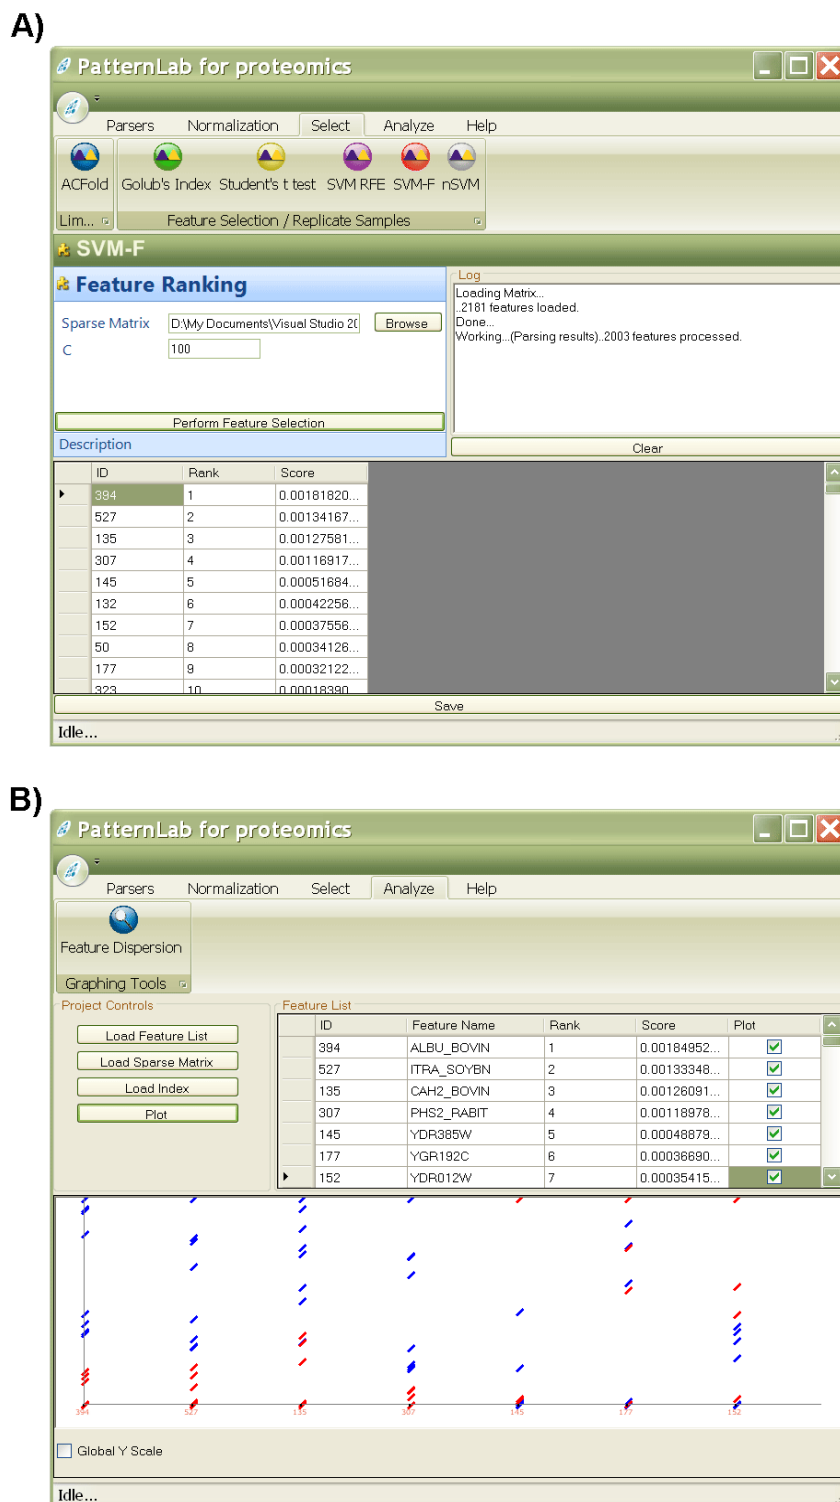 A)
PatternLab for proteomics
Parsers Normalization Select Analyze Help
ACFold Golub's Index Student's t test SVM RFE SVM-F nSVM
Lim... Feature Selection / Replicate Samples
SVM-F
Feature Ranking
Sparse Matrix D:\My Documents\Visual Studio 20 Browse
C 100
Perform Feature Selection
Description
Log
Loading Matrix...
..2181 features loaded.
Done...
Working...(Parsing results)..2003 features processed.
Clear
ID Rank Score
394 1 0.00181820...
527 2 0.00134167...
135 3 0.00127581...
307 4 0.00116917...
145 5 0.00051684...
132 6 0.00042256...
152 7 0.00037556...
50 8 0.00034126...
177 9 0.00032122...
323 10 0.00018390
Save
Idle...
B)
PatternLab for proteomics
Parsers Normalization Select Analyze Help
Feature Dispersion
Graphing Tools
Project Controls
Load Feature List
Load Sparse Matrix
Load Index
Plot
Feature List
ID Feature Name Rank Score Plot
394 ALBU_BOVIN 1 0.00184952...
527 ITRA_SOYBN 2 0.00133348...
135 CAH2_BOVIN 3 0.00126091...
307 PHS2_RABIT 4 0.00118978...
145 YDR385W 5 0.00048879...
177 YGR192C 6 0.00036690...
152 YDR012W 7 0.00035415...
394 527 135 307 145 177 152
Global Y Scale
Idle...